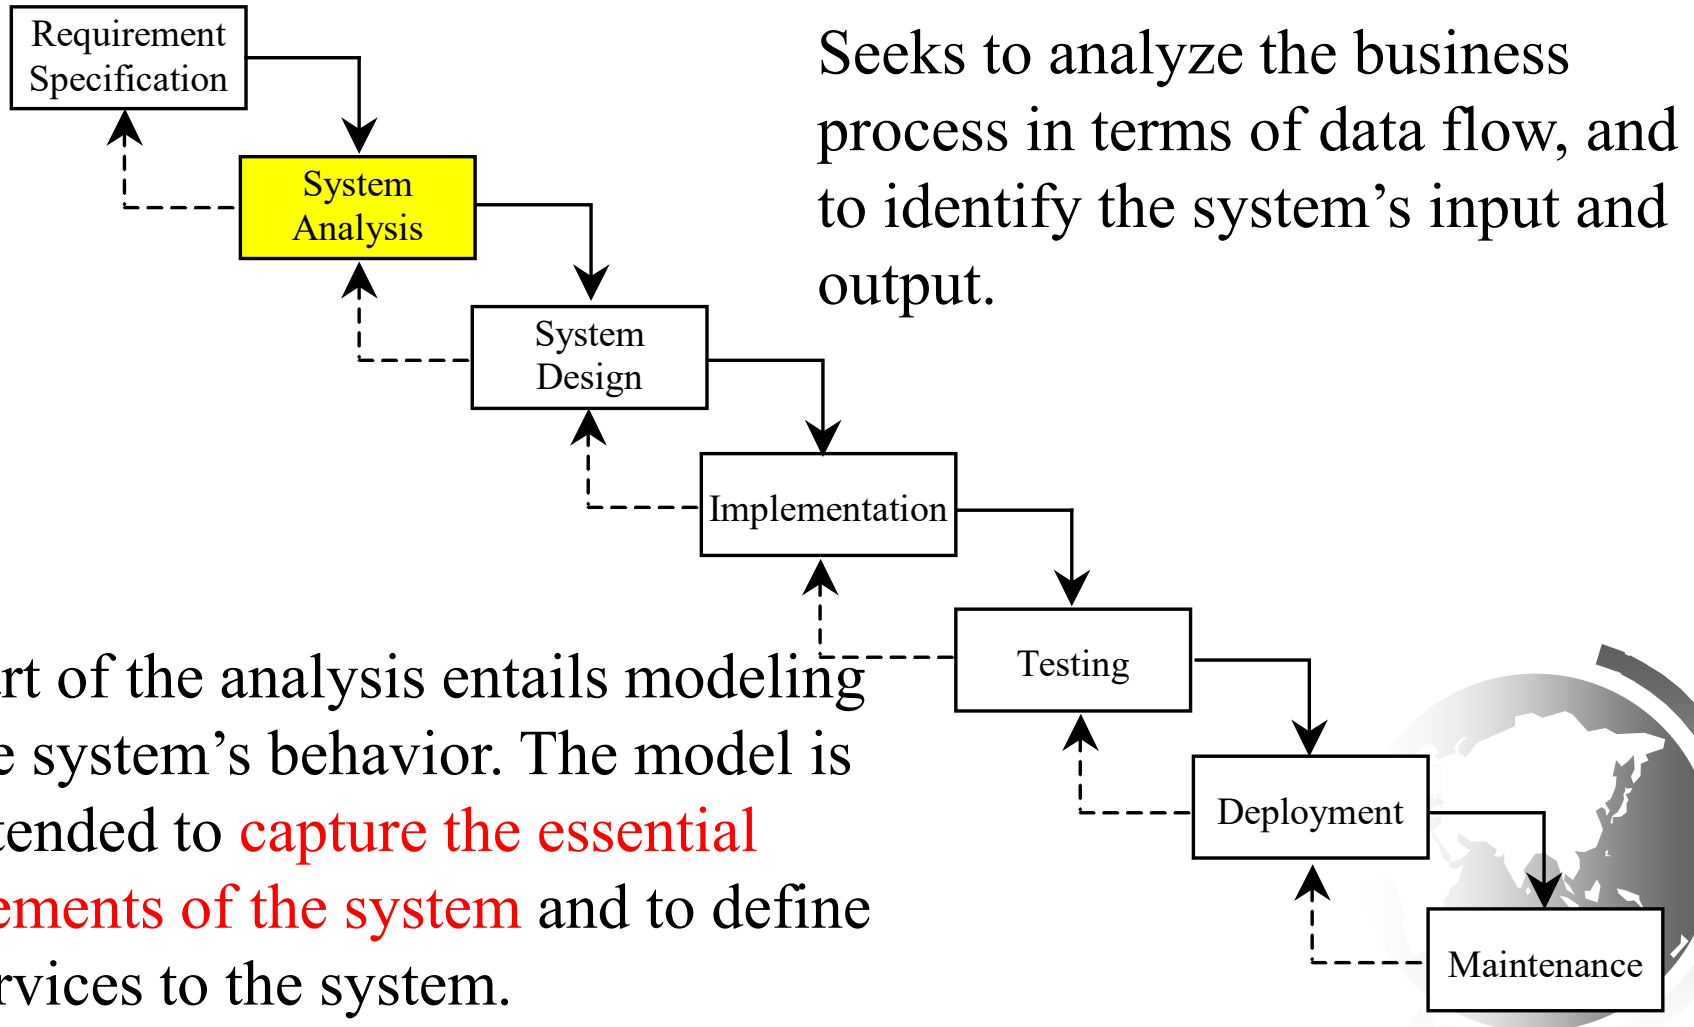 Requirement
Specification
Seeks to analyze the business
process in terms of data flow, and
to identify the system’s input and
output.
System
Analysis
System
Design
Implementation
Testing
Deployment
Maintenance
of the analysis entails modeling
system’s behavior. The model is
to capture the essential
of the system and to define
to the system.